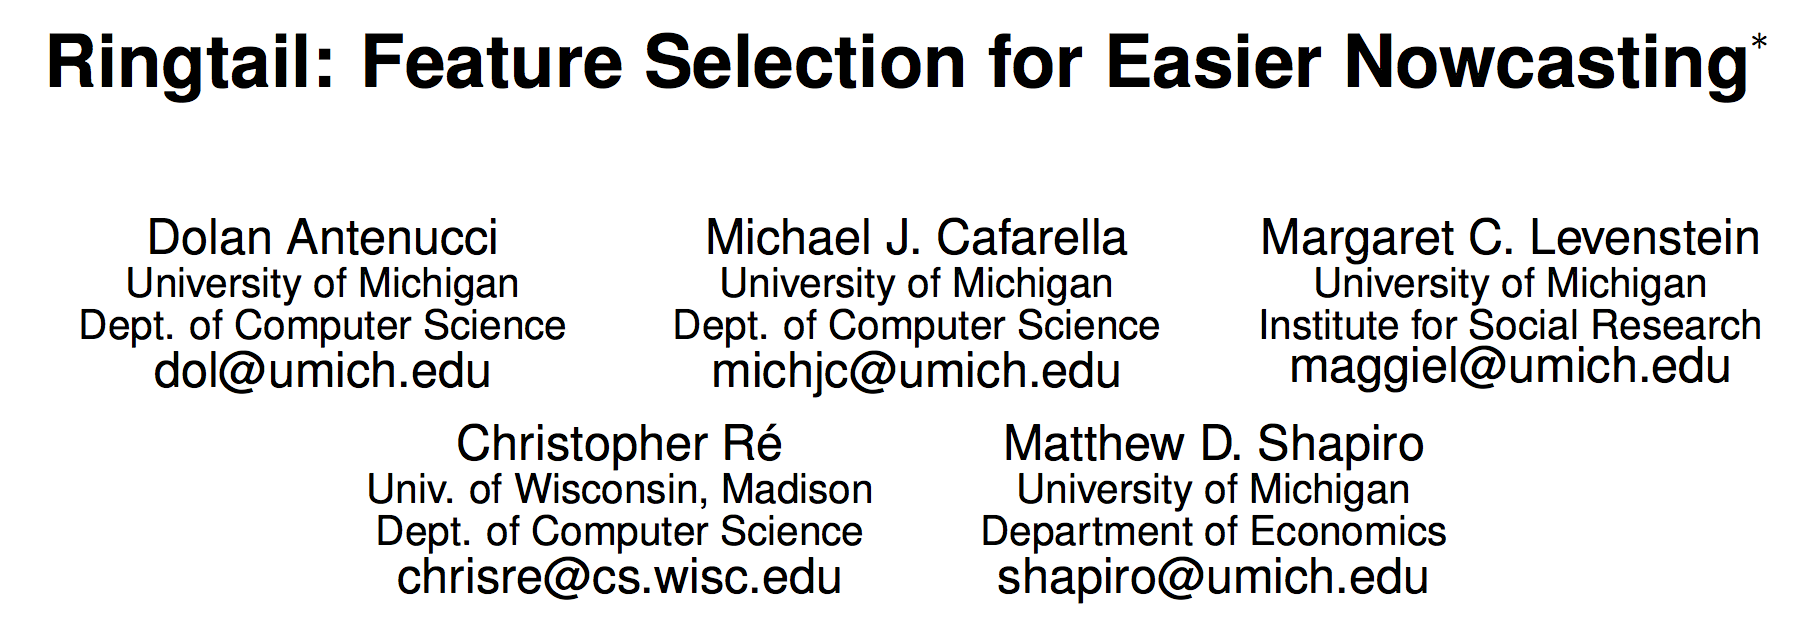 Ringtail: Feature Selection for Easier Nowcasting*
Dolan Antenucci
University of Michigan
Dept. of Computer Science
dol@umich.edu
Michael J. Cafarella
University of Michigan
Dept. of Computer Science
michjc@umich.edu
Margaret C. Levenstein
University of Michigan
Institute for Social Research
maggiel@umich.edu
Christopher Ré
Univ. of Wisconsin, Madison
Dept. of Computer Science
chrisre@cs.wisc.edu
Matthew D. Shapiro
University of Michigan
Department of Economics
shapiro@umich.edu